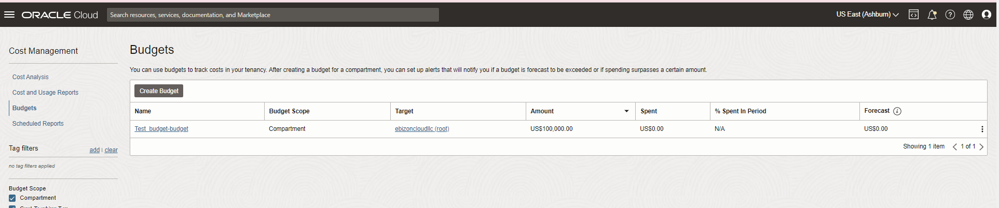 ORACLE Cloud
Search resources, services, documentation, and Marketplace
US East (Ashburn)
Cost Management
Cost Analysis
Cost and Usage Reports
Budgets
Scheduled Reports
Tag filters
add | clear
no tag filters applied
Budget Scope
Compartment
Budgets
You can use budgets to track costs in your tenancy. After creating a budget for a compartment, you can set up alerts that will notify you if a budget is forecast to be exceeded or if spending surpasses a certain amount.
Create Budget
Name Budget Scope Target Amount Spent % Spent In Period Forecast
Test_budget-budget Compartment ebizoncloudllc (root) US$100,000.00 US$0.00 N/A US$0.00
Showing 1 item 1 of 1